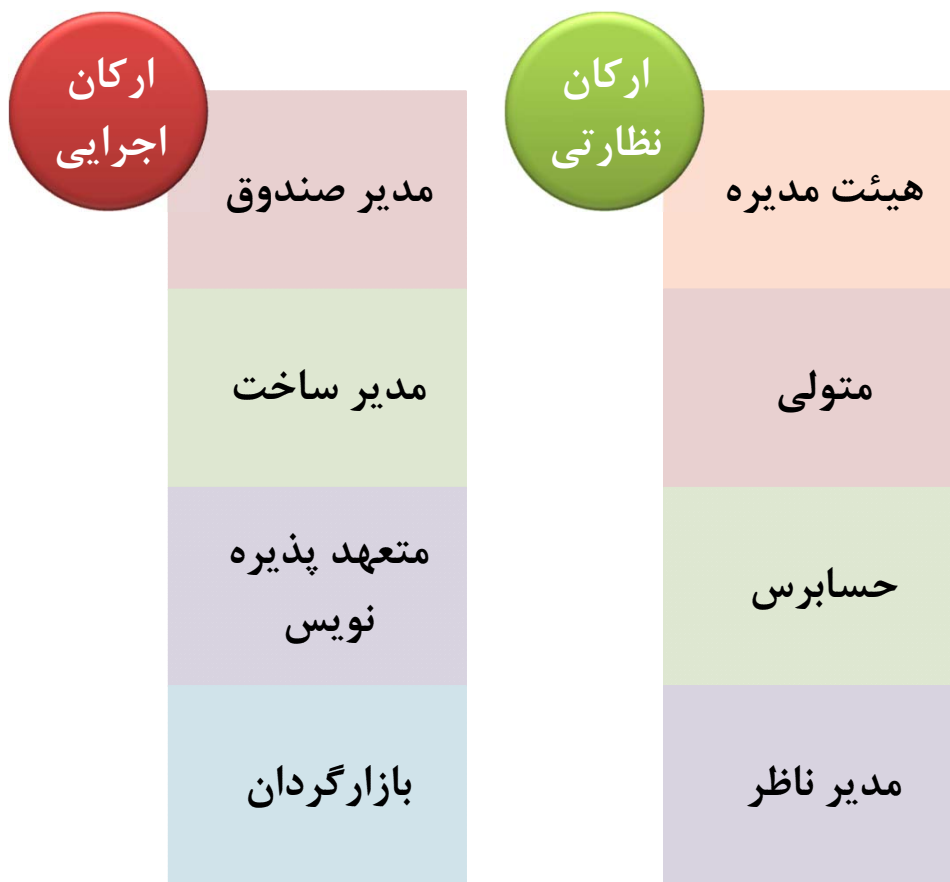 ارکان
نظارتی
هیئت مدیره
متولی
حسابرس
مدیر ناظر
ارکان
اجرایی
مدیر صندوق
مدیر ساخت
متعهد پذیره
نویس
بازارگردان